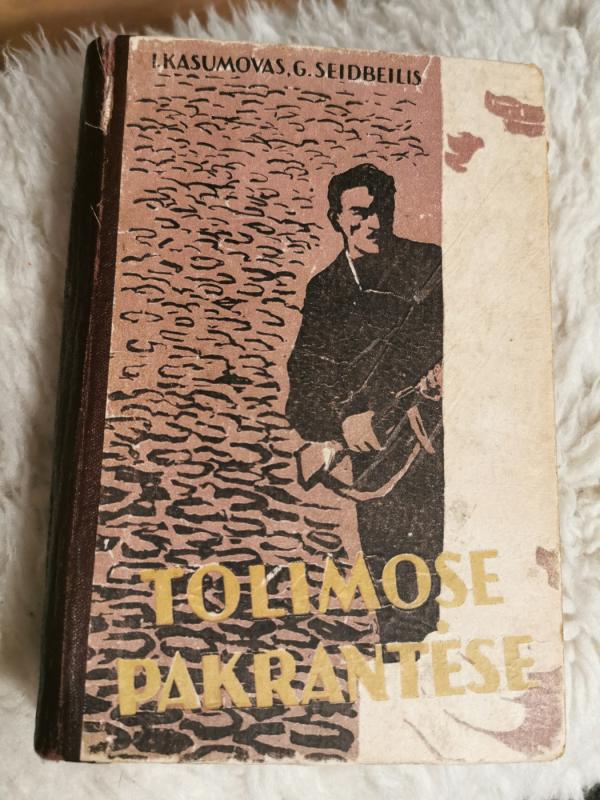 I.KASUMOVAS, G. SEIDBEILIS
TOLIMOSE
PAKRANTĖSE